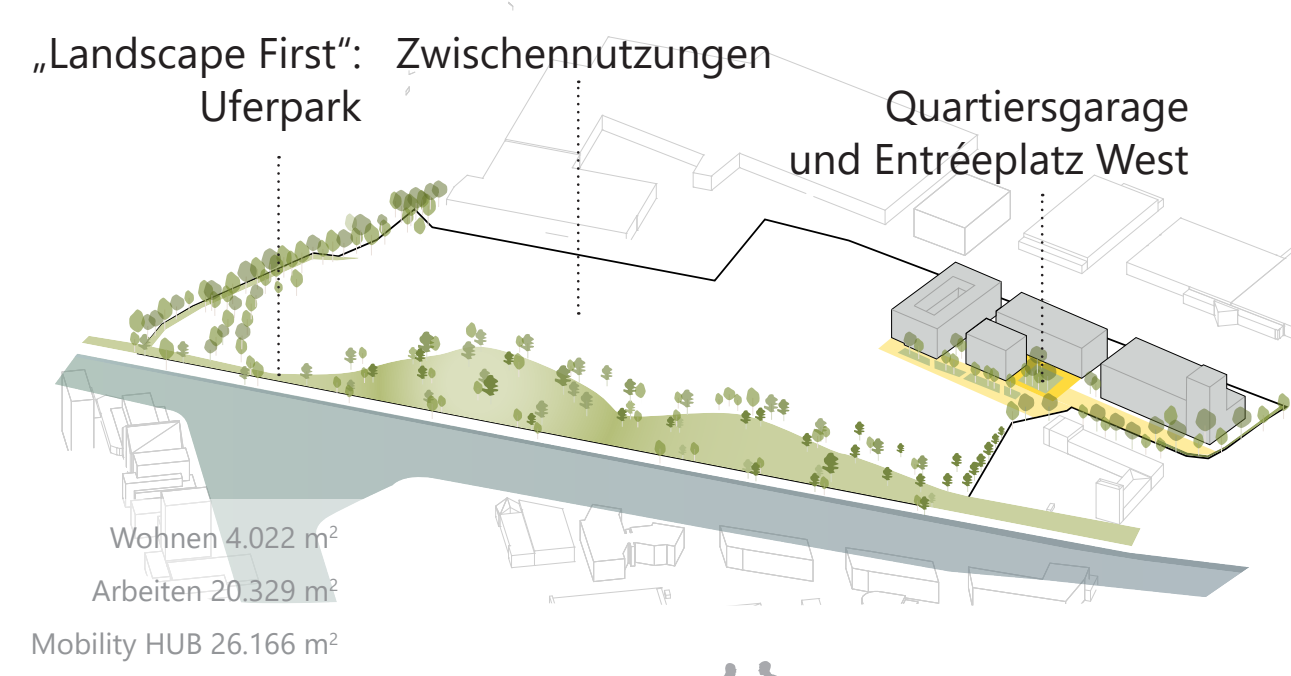 „Landscape First“:
Uferpark
Zwischennutzungen
Quartiersgarage
und Entréeplatz West
Wohnen 4.022 m²
Arbeiten 20.329 m²
Mobility HUB 26.166 m²